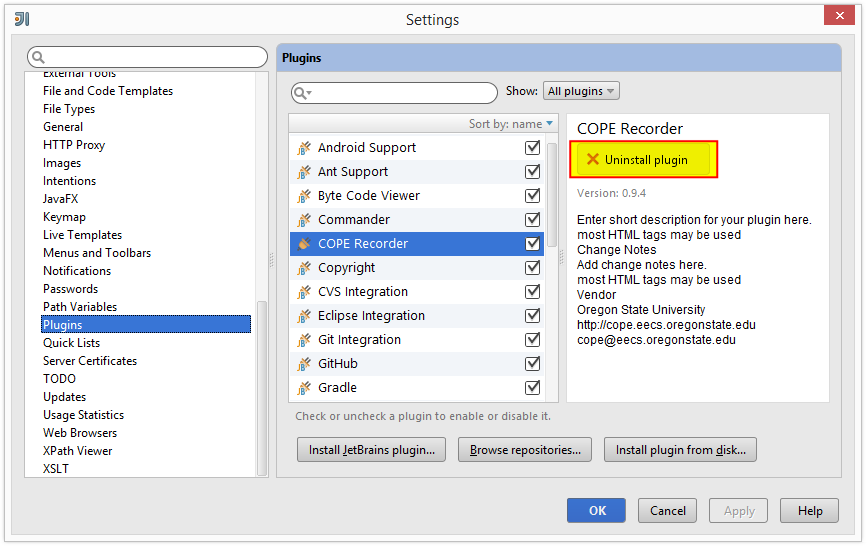 Settings
External Tools
File and Code Templates
File Types
General
HTTP Proxy
Images
Intentions
JavaFX
Keymap
Live Templates
Menus and Toolbars
Notifications
Passwords
Path Variables
Plugins
Quick Lists
Server Certificates
TODO
Updates
Usage Statistics
Web Browsers
XPath Viewer
XSLT
Plugins
Show: All plugins
Sort by: name
Android Support
Ant Support
Byte Code Viewer
Commander
COPE Recorder
Copyright
CVS Integration
Eclipse Integration
Git Integration
GitHub
Gradle
COPE Recorder
Uninstall plugin
Version: 0.9.4
Enter short description for your plugin here.
most HTML tags may be used
Change Notes
Add change notes here.
most HTML tags may be used
Vendor
Oregon State University
http://cope.eecs.oregonstate.edu
cope@eecs.oregonstate.edu
Check or uncheck a plugin to enable or disable it.
Install JetBrains plugin... Browse repositories... Install plugin from disk...
OK Cancel Apply Help